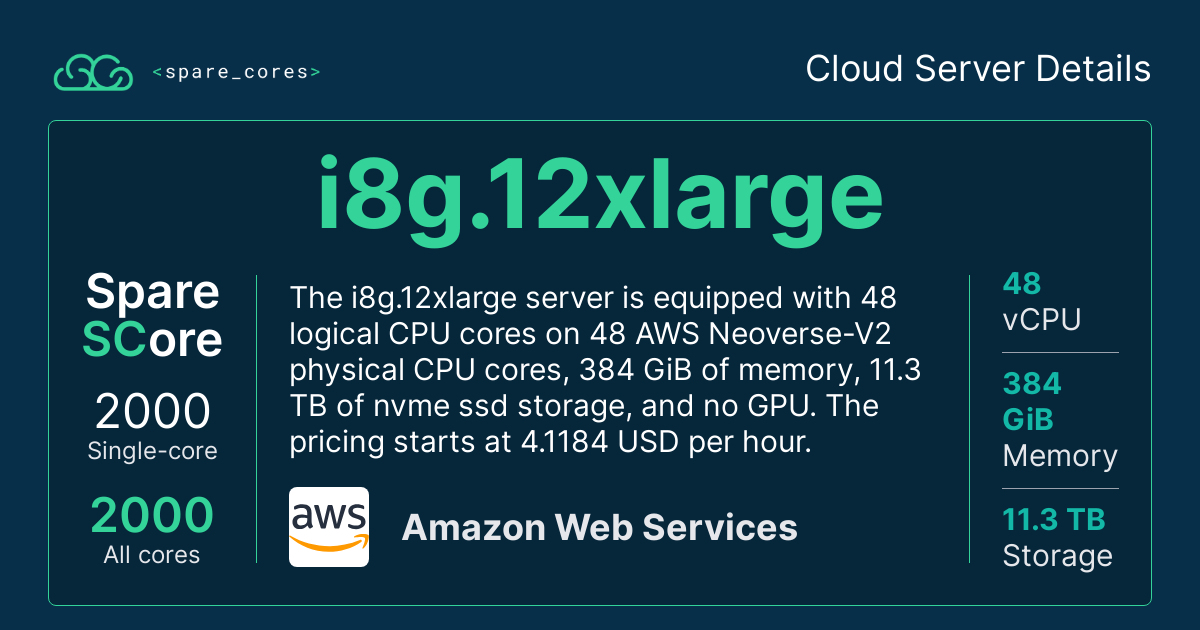 <spare_cores>
Cloud Server Details
i8g.12xlarge
Spare
SCore
2000
Single-core
2000
All cores
The i8g.12xlarge server is equipped with 48
logical CPU cores on 48 AWS Neoverse-V2
physical CPU cores, 384 GiB of memory, 11.3
TB of nvme ssd storage, and no GPU. The
pricing starts at 4.1184 USD per hour.
aws
Amazon Web Services
48
vCPU
384
GiB
Memory
11.3 TB
Storage